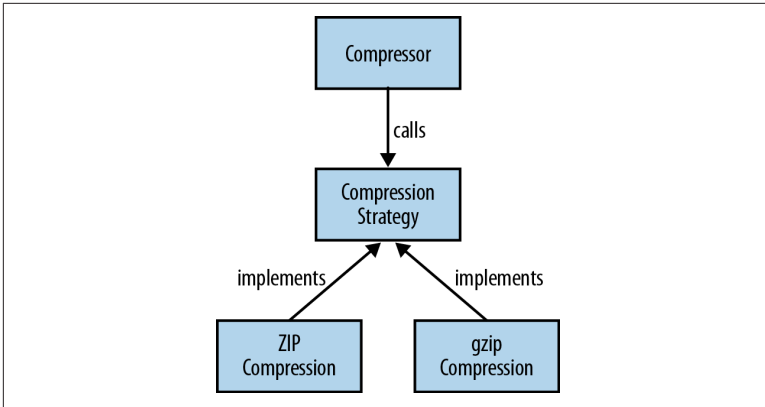 Compressor
calls
Compression
Strategy
implements
implements
ZIP
Compression
gzip
Compression